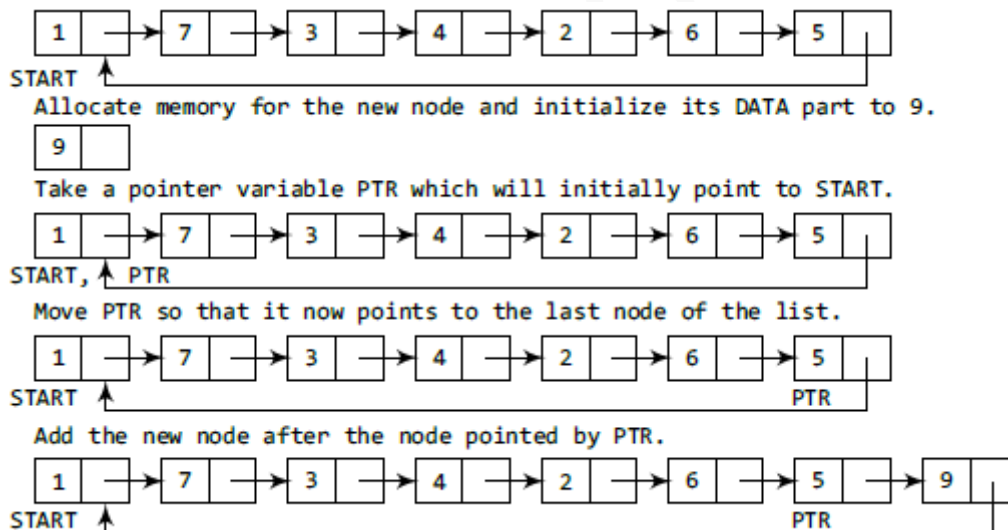 1 7 3 4 2 6 5
START
Allocate memory for the new node and initialize its DATA part to 9.
9
Take a pointer variable PTR which will initially point to START.
1 7 3 4 2 6 5
START, PTR
Move PTR so that it now points to the last node of the list.
1 7 3 4 2 6 5
START PTR
Add the new node after the node pointed by PTR.
1 7 3 4 2 6 5 9
START PTR